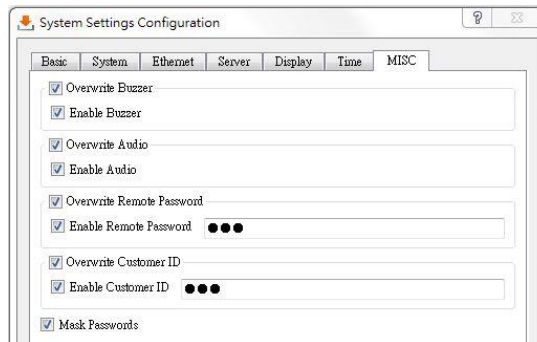 System Settings Configuration
Basic System Ethernet Server Display Time MISC
Overwrite Buzzer
Enable Buzzer
Overwrite Audio
Enable Audio
Overwrite Remote Password
Enable Remote Password ●●●
Overwrite Customer ID
Enable Customer ID ●●●
Mask Passwords